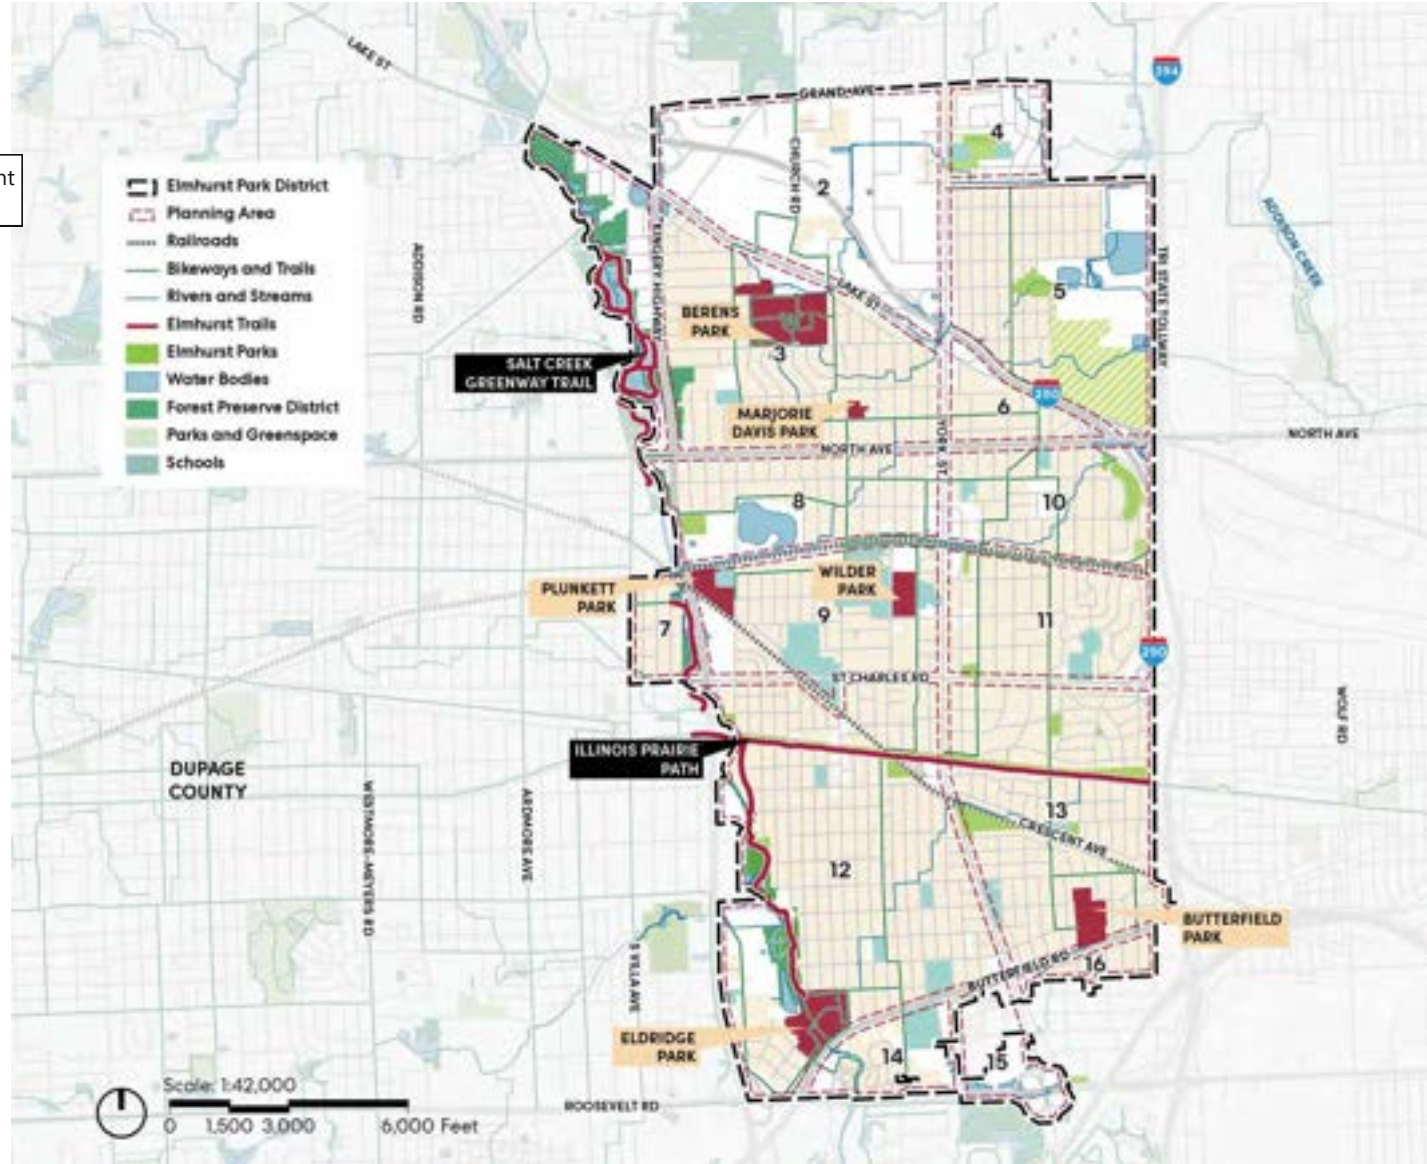 nt
LAKE ST
394
GRAND AVE
4
CHURCH RD
2
Elmhurst Park District
Planning Area
Railroads
Bikeways and Trails
Rivers and Streams
Elmhurst Trails
Elmhurst Parks
Water Bodies
Forest Preserve District
Parks and Greenspace
Schools
ADDISON RD
KINGERY HIGHWAY
ADDISON CREEK
TRI STATE TOLLWAY
5
LAKE ST
BERENS
PARK
3
SALT CREEK
GREENWAY TRAIL
290
6
MARJORIE
DAVIS PARK
NORTH AVE
NORTH AVE
YORK ST
8
10
PLUNKETT
PARK
WILDER
PARK
9
7
11
290
ST CHARLES RD
WOLF RD
ILLINOIS PRAIRIE
PATH
DUPAGE
COUNTY
WESTMORE-MEYERS RD
ARDMORE AVE
13
CRESCENT AVE
12
BUTTERFIELD
PARK
S VILLA AVE
BUTTERFIELD RD
16
ELDRIDGE
PARK
14
15
Scale: 1:42,000
0 1,500 3,000 6,000 Feet
ROOSEVELT RD